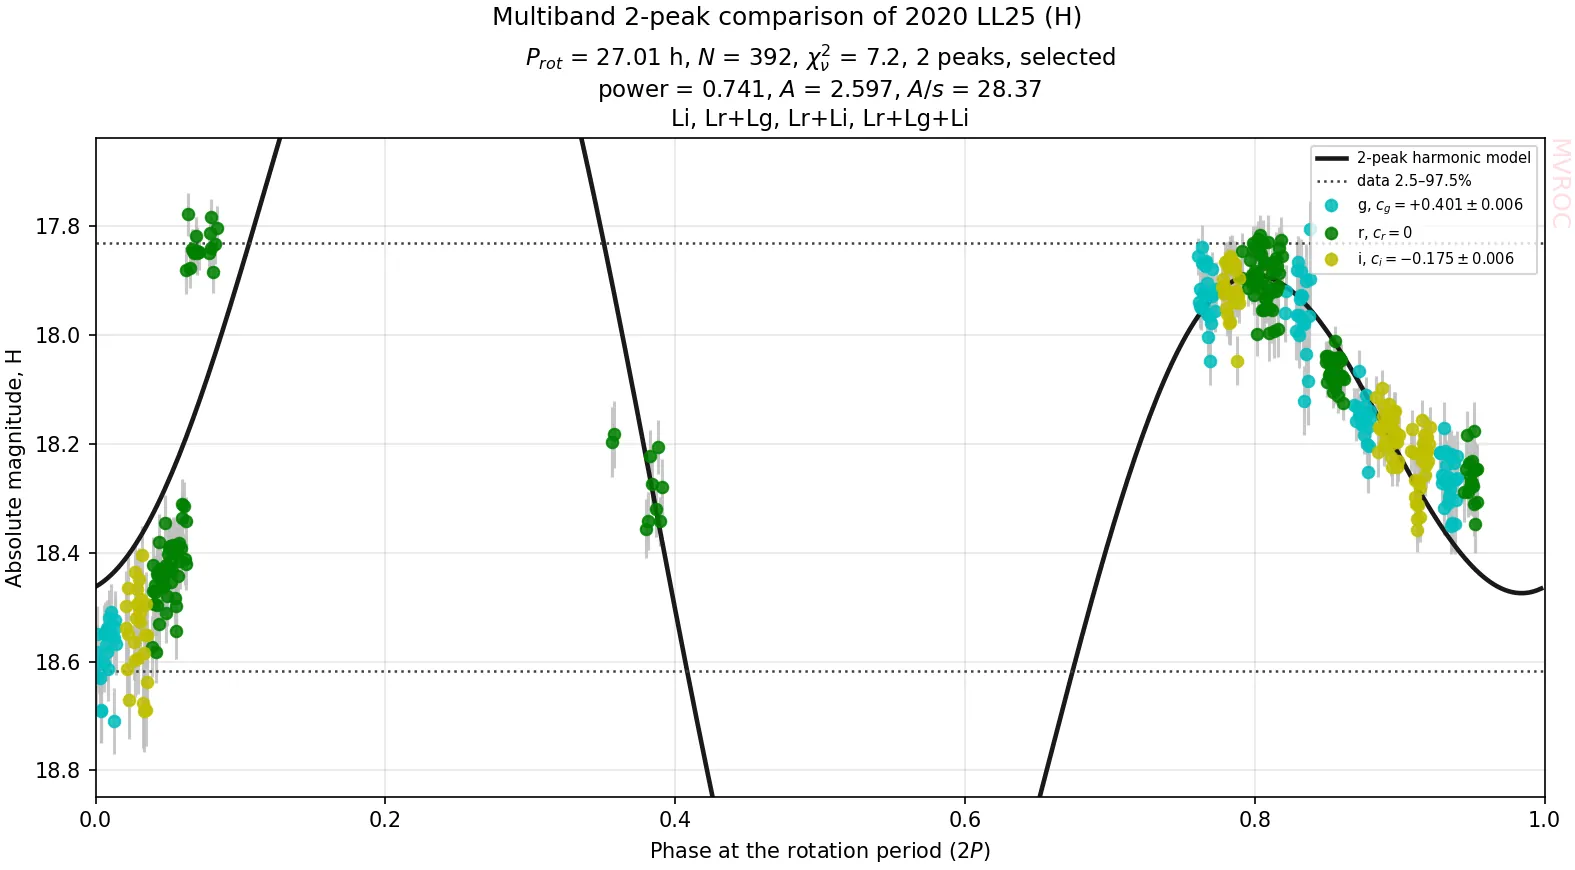 Multiband 2-peak comparison of 2020 LL25 (H)
P_rot = 27.01 h, N = 392, χ²_ν = 7.2, 2 peaks, selected
power = 0.741, A = 2.597, A/s = 28.37
Li, Lr+Lg, Lr+Li, Lr+Lg+Li
2-peak harmonic model
data 2.5–97.5%
g, c_g = +0.401 ± 0.006
r, c_r = 0
i, c_i = −0.175 ± 0.006
MVROC
Absolute magnitude, H
17.8
18.0
18.2
18.4
18.6
18.8
0.0 0.2 0.4 0.6 0.8 1.0
Phase at the rotation period (2P)